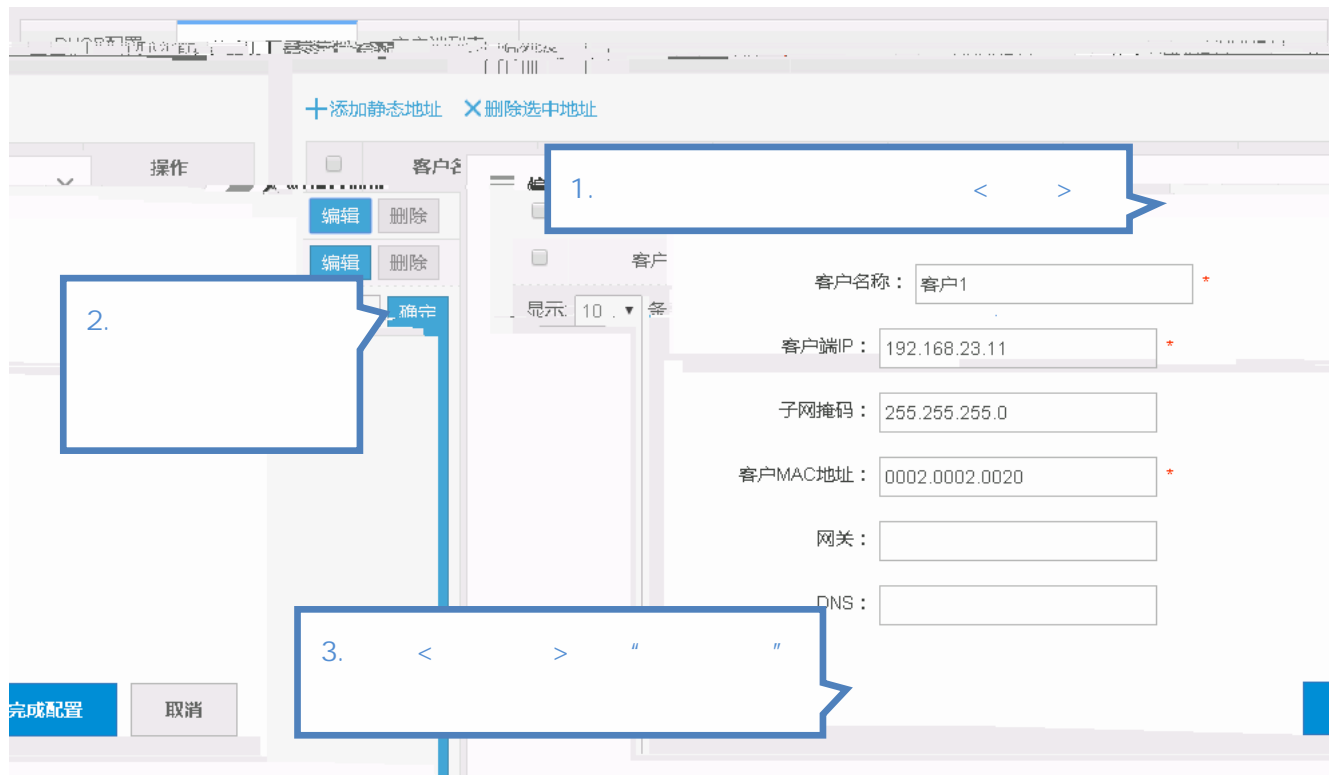 添加静态地址 删除选中地址
操作
客户名
1. < >
编辑 删除
编辑 删除
客户
2.
确定
显示: 10 条
客户名称： 客户1 *
客户端IP： 192.168.23.11 *
子网掩码： 255.255.255.0
客户MAC地址： 0002.0002.0020 *
网关：
DNS：
3. < > “ ”
完成配置 取消